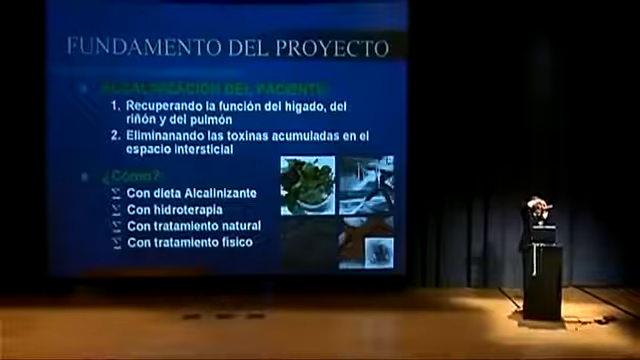 FUNDAMENTO DEL PROYECTO
ALCALINIZACIÓN DEL PACIENTE:
1. Recuperando la función del higado, del
riñón y del pulmón
2. Eliminanando las toxinas acumuladas en el
espacio intersticial
¿Cómo?:
Con dieta Alcalinizante
Con hidroterapia
Con tratamiento natural
Con tratamiento físico